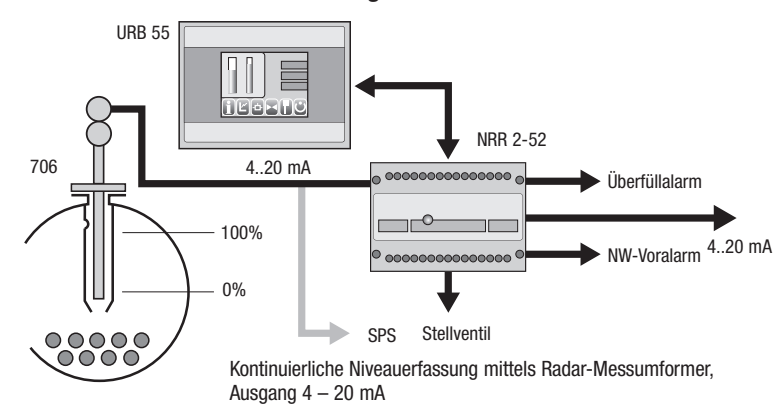 URB 55
NRR 2-52
706
4..20 mA
Überfüllalarm
100%
4..20 mA
NW-Voralarm
0%
SPS
Stellventil
Kontinuierliche Niveauerfassung mittels Radar-Messumformer,
Ausgang 4 – 20 mA